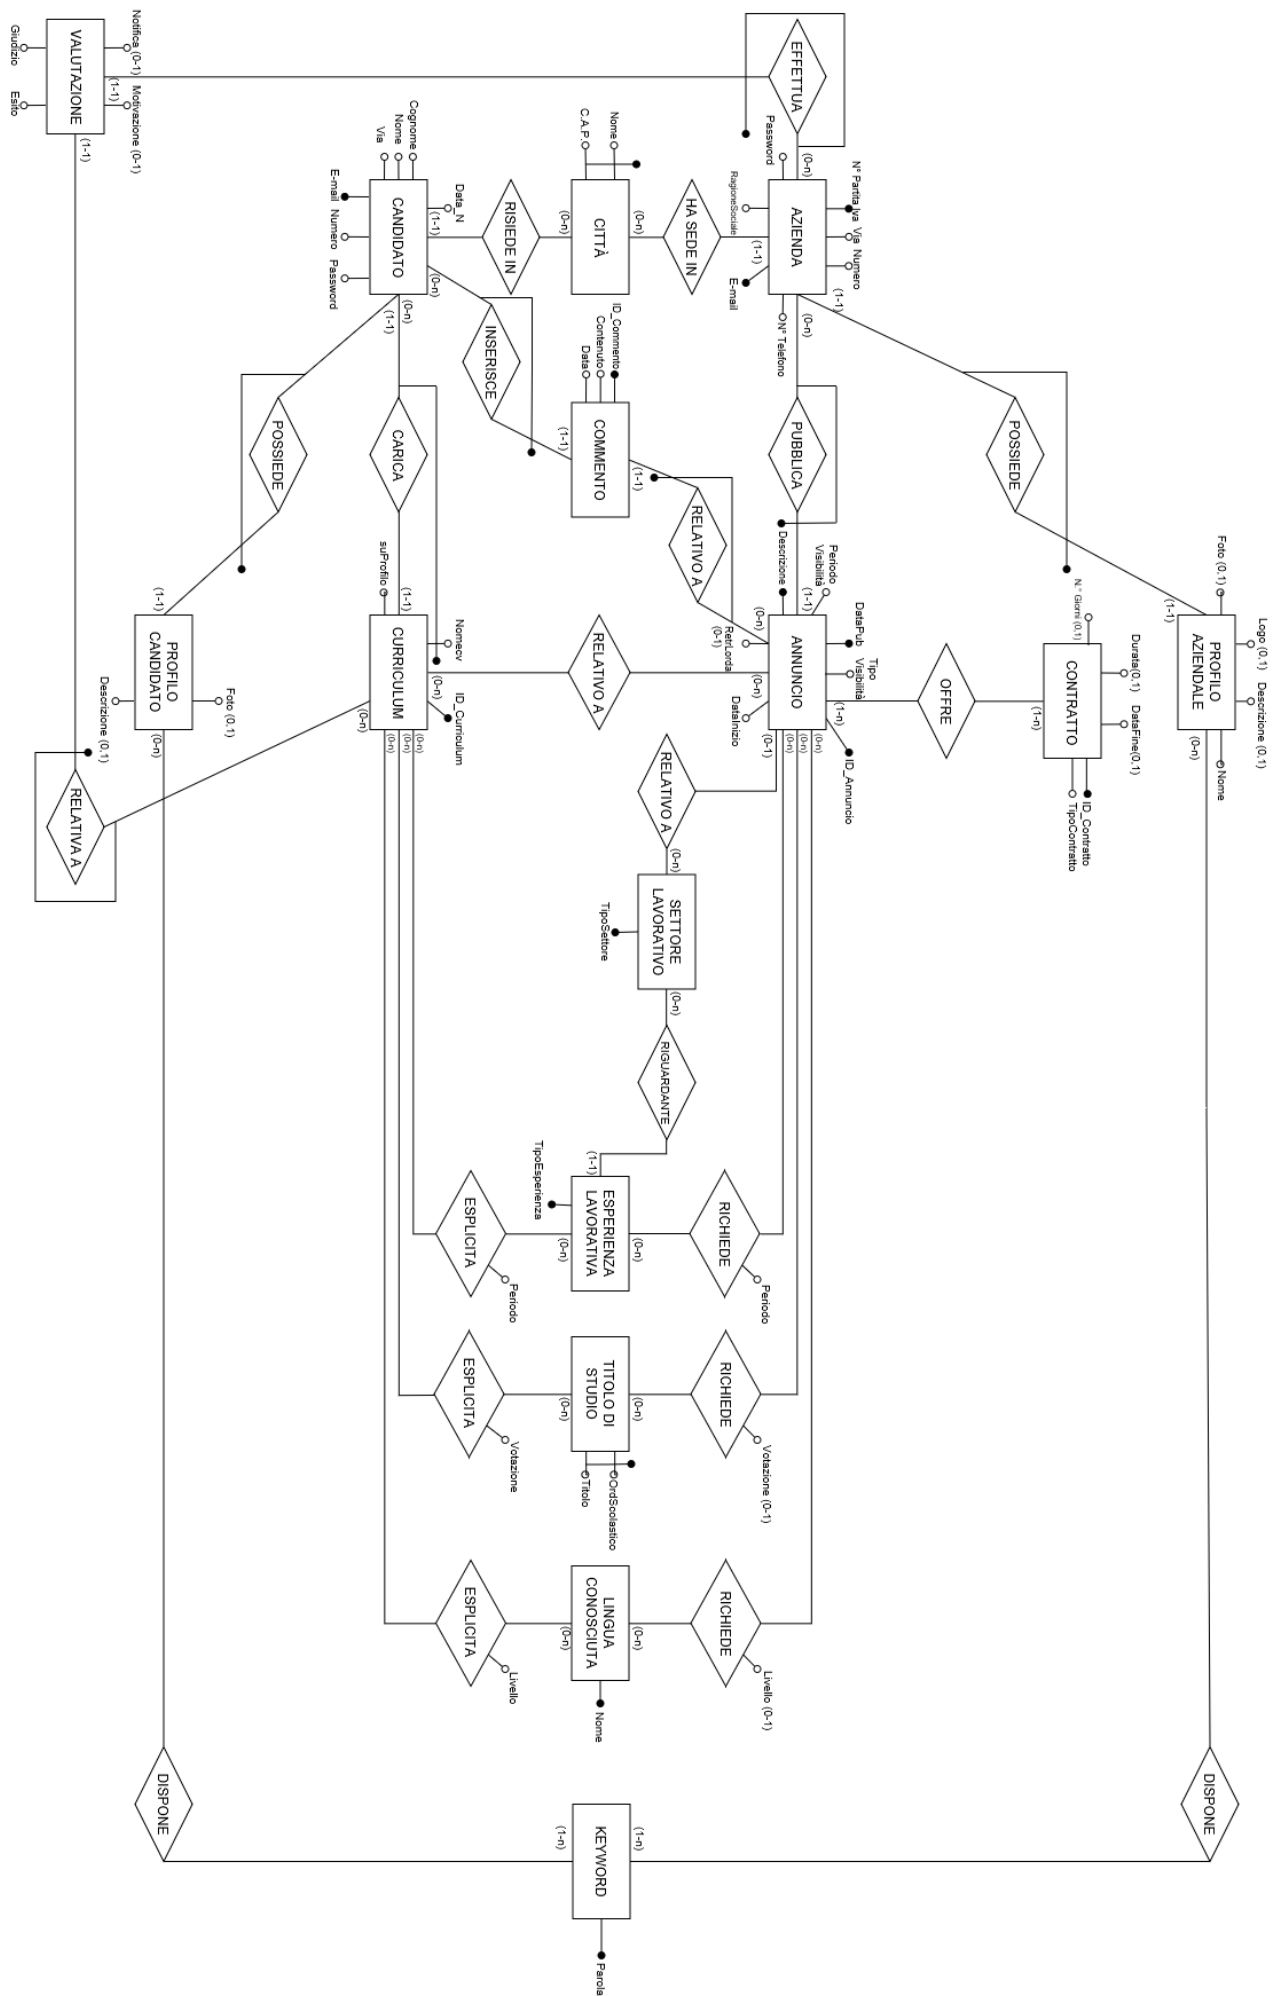 Foto (0,1)
Logo (0,1)
Descrizione (0,1)
PROFILO
AZIENDALE
(1-1)
(0-n)
Nome
N.° Giorni (0,1)
Durata(0,1)
DataFine(0,1)
CONTRATTO
(1-n)
ID_Contratto
TipoContratto
POSSIEDE
OFFRE
DISPONE
N° Partita Iva
Via
Numero
Password
(0-n)
AZIENDA
RagioneSociale
(1-1)
E-mail
(1-1)
(0-n)
N° Telefono
EFFETTUA
PUBBLICA
Periodo
Visibilità
DataPub
Tipo
Visibilità
Descrizione
(1-1)
ANNUNCIO
(0-n)
RetrLorda
(0-1)
(0-n)
DataInizio
(1-n)
ID_Annuncio
(0-1)
(0-n)
(0-n)
(0-n)
HA SEDE IN
RELATIVO A
RELATIVO A
(0-n)
SETTORE
LAVORATIVO
TipoSettore
(0-n)
RIGUARDANTE
RICHIEDE
Periodo
RICHIEDE
Votazione (0-1)
RICHIEDE
Livello (0-1)
Nome
C.A.P.
(0-n)
CITTÀ
(0-n)
ID_Commento
Contenuto
Data
COMMENTO
(1-1)
(1-1)
RELATIVO A
(1-1)
ESPERIENZA
LAVORATIVA
TipoEsperienza
(0-n)
(0-n)
TITOLO DI
STUDIO
(0-n)
(0-n)
OrdScolastico
Titolo
LINGUA
CONOSCIUTA
(0-n)
(0-n)
Nome
(1-n)
KEYWORD
(1-n)
Parola
RISIEDE IN
INSERISCE
ESPLICITA
Periodo
ESPLICITA
Votazione
ESPLICITA
Livello
Cognome
Nome
Via
Data_N
(1-1)
CANDIDATO
E-mail
Numero
Password
(0-n)
(0-n)
(1-1)
CARICA
suProfilo
(1-1)
Nomecv
CURRICULUM
(0-n)
ID_Curriculum
(0-n)
(0-n)
(0-n)
(0-n)
POSSIEDE
(1-1)
PROFILO
CANDIDATO
Foto (0,1)
Descrizione (0,1)
(0-n)
DISPONE
Notifica (0-1)
Motivazione (0-1)
(1-1)
VALUTAZIONE
(1-1)
Giudizio
Esito
RELATIVA A